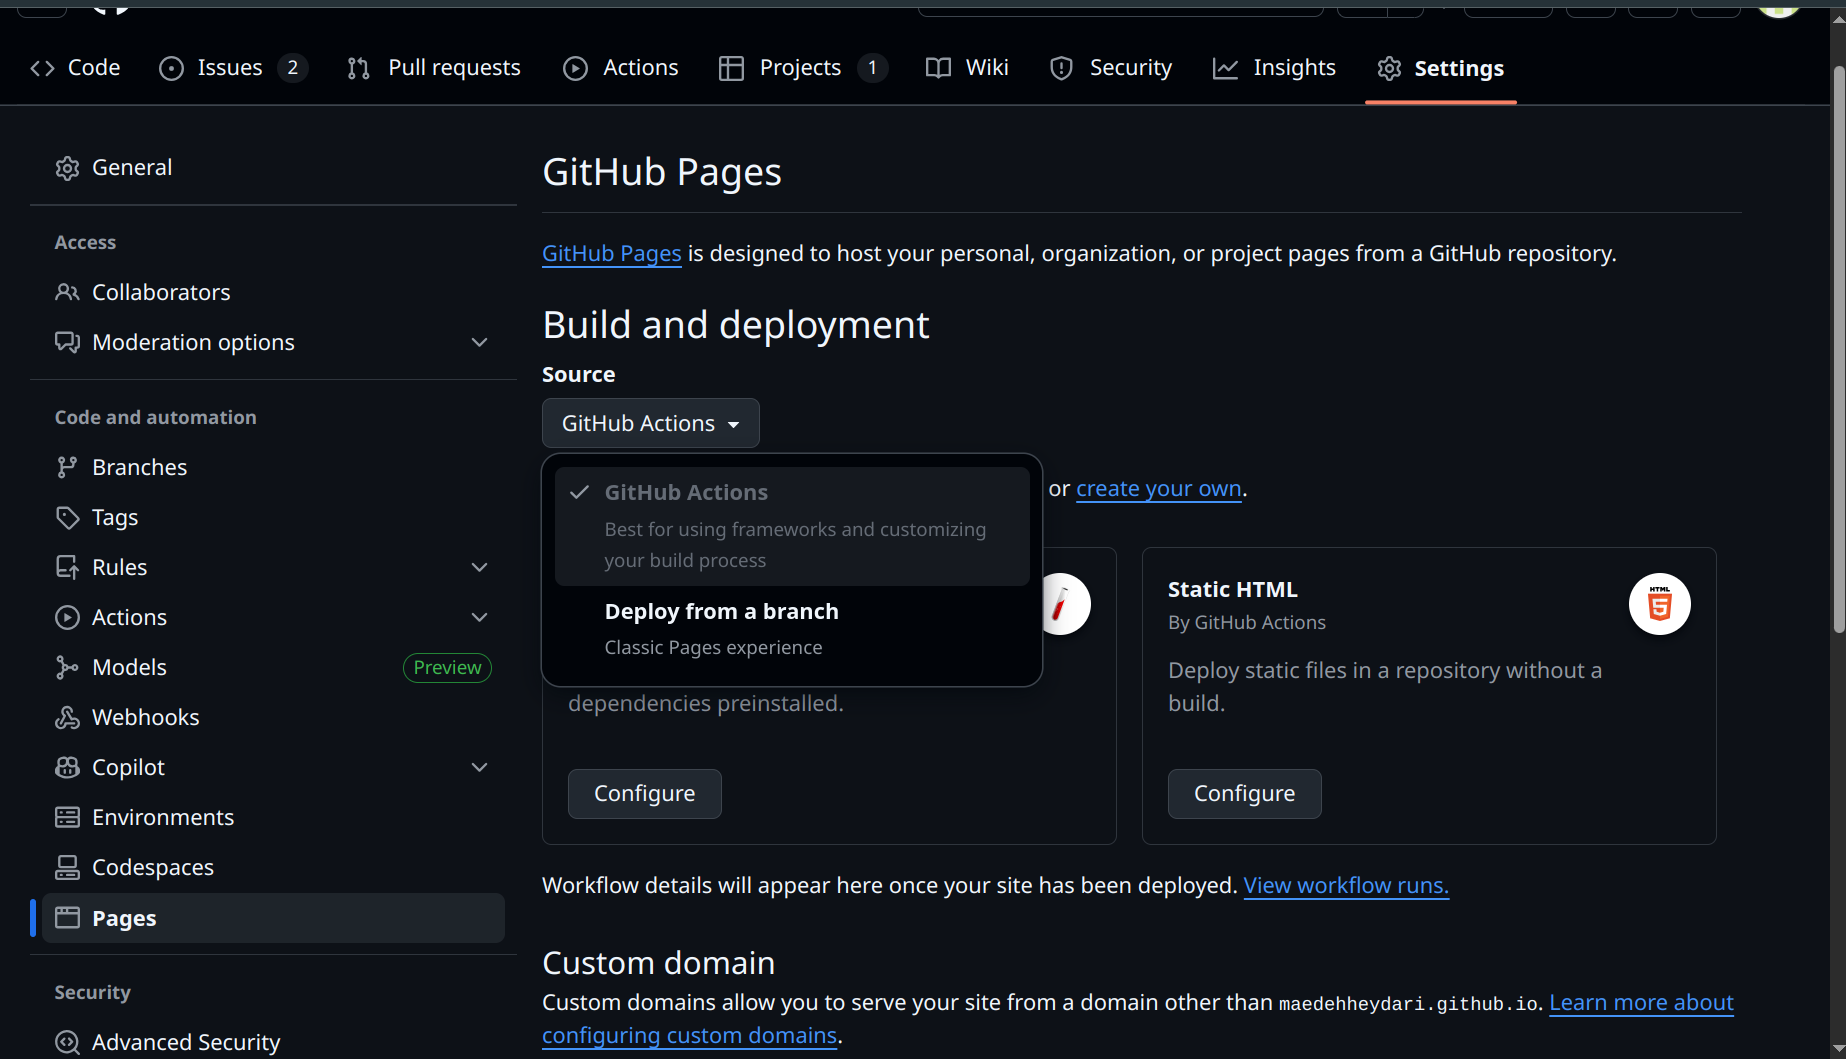 Code
Issues 2
Pull requests
Actions
Projects 1
Wiki
Security
Insights
Settings
General
Access
Collaborators
Moderation options
Code and automation
Branches
Tags
Rules
Actions
Models Preview
Webhooks
Copilot
Environments
Codespaces
Pages
Security
Advanced Security
GitHub Pages
GitHub Pages is designed to host your personal, organization, or project pages from a GitHub repository.
Build and deployment
Source
GitHub Actions
GitHub Actions
Best for using frameworks and customizing
your build process
Deploy from a branch
Classic Pages experience
or create your own.
dependencies preinstalled.
Configure
Static HTML
By GitHub Actions
HTML
5
Deploy static files in a repository without a
build.
Configure
Workflow details will appear here once your site has been deployed. View workflow runs.
Custom domain
Custom domains allow you to serve your site from a domain other than maedehheydari.github.io. Learn more about
configuring custom domains.